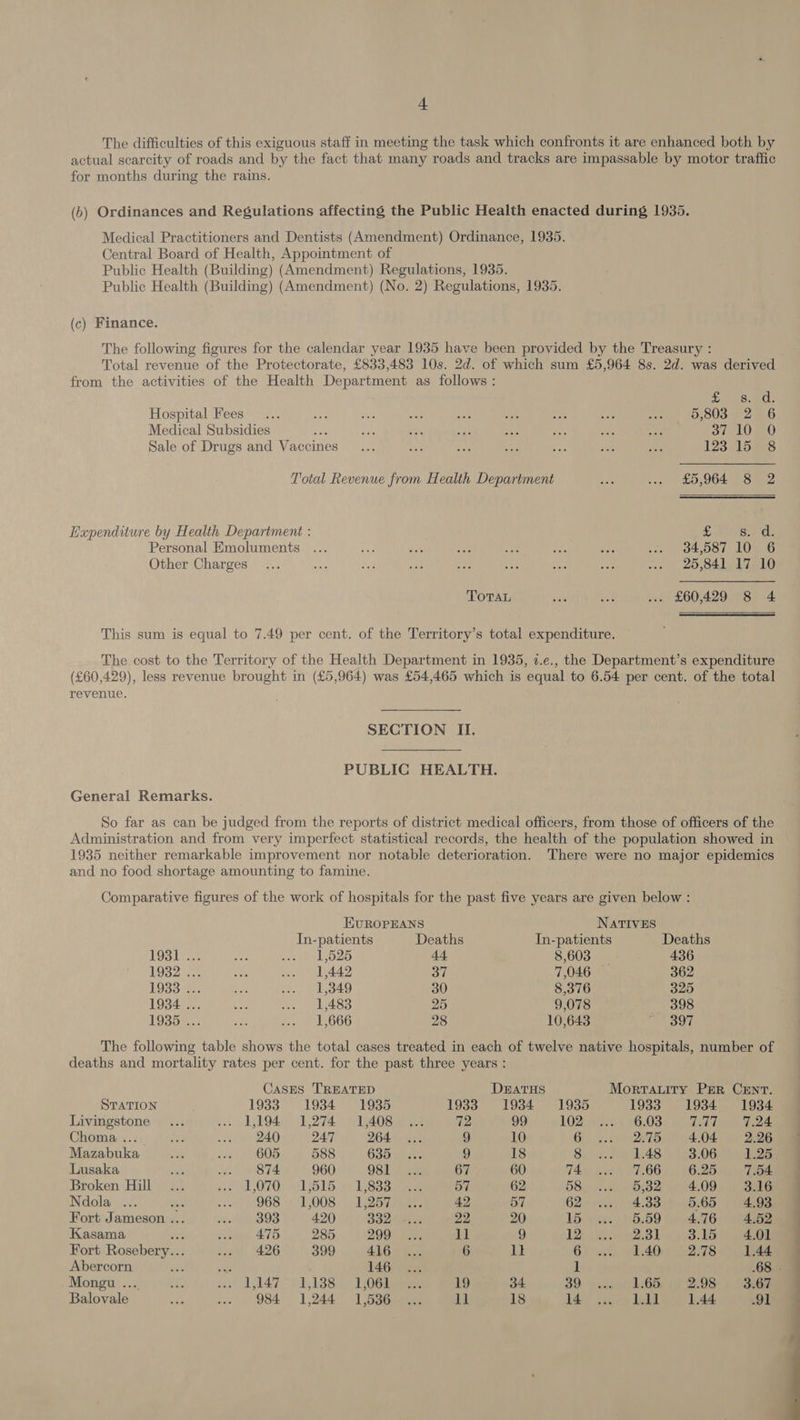 4
The difficulties of this exiguous staff in meeting the task which confronts it are enhanced both by
actual scarcity of roads and by the fact that many roads and tracks are impassable by motor traffic
for months during the rains.
(b) Ordinances and Regulations affecting the Public Health enacted during 1935.
Medical Practitioners and Dentists (Amendment) Ordinance, 1935.
Central Board of Health, Appointment of
Public Health (Building) (Amendment) Regulations, 1935.
Public Health (Building) (Amendment) (No. 2) Regulations, 1935.
(c) Finance.
The following figures for the calendar year 1935 have been provided by the Treasury :
Total revenue of the Protectorate, £833,483 10s. 2d. of which sum £5,964 8s. 2d. was derived
from the activities of the Health Department as follows :
£ s. d.
Hospital Fees ... 5,803 2 6
Medical Subsidies ... 37 10 0
Sale of Drugs and Vaccines ... 123 15 8
Total Revenue from Health Department ... £5,964 8 2
Expenditure by Health Department : £ s. d.
Personal Emoluments ... 34,587 10 6
Other Charges ... 25,841 17 10
TOTAL ... £60,429 8 4
This sum is equal to 7.49 per cent. of the Territory's total expenditure.
The cost to the Territory of the Health Department in 1935, i.e., the Department's expenditure
(£60,429), less revenue brought in (£5,964) was £54,465 which is equal to 6.54 per cent. of the total
revenue.
SECTION II.
PUBLIC HEALTH.
General Remarks.
So far as can be judged from the reports of district medical officers, from those of officers of the
Administration and from very imperfect statistical records, the health of the population showed in
1935 neither remarkable improvement nor notable deterioration. There were no major epidemics
and no food shortage amounting to famine.
Comparative figures of the work of hospitals for the past five years are given below :
EUROPEANS NATIVES
In-patients Deaths In-patients Deaths
1931 ... 1,525 44 8,603 436
1932 ... 1,442 37 7,046 362
1933 ... 1,349 30 8,376 325
1934 ... 1,483 25 9,078 398
1935 ... 1,666 28 10,643 397
The following table shows the total cases treated in each of twelve native hospitals, number of
deaths and mortality rates per cent. for the past three years :
CASES TREATED DEATHS MORTALITY PER CENT.
STATION 1933 1934 1935 1933 1934 1935 1933 1934 1934
Livingstone ... 1,194 1,274 1,408 ... 72 99 102 ... 6.03 7.77 7.24
Choma ... 240 247 264 ... 9 10 6 ... 2.75 4.04 2.26
Mazabuka ... 605 588 635 ... 9 18 8 ... 1.48 3.06 1.25
Lusaka ... 874 960 981 ... 67 60 74 ... 7.66 6.25 7.54
Broken Hill ... 1,070 1,515 1,833 ... 57 62 58 ... 5,32 4.09 3.16
Ndola ... 968 1,008 1,257 ... 42 57 62 ... 4.33 5.65 4.93
Fort Jameson ... 393 420 332 ... 22 20 15 ... 5.59 4.76 4.52
Kasama ... 475 285 299 ... 11 9 12 ... 2.31 3.15 4.01
Fort Rosebery... 426 399 416 ... 6 11 6 ... 1.40 2.78 1.44
Abercorn ... 146 ... 1 .68
Mongu ... 1,147 1,138 1,061 ... 19 34 39 ... 1.65 2.98 3.67
Balovale ... 984 1,244 1,536 ... 11 18 14 ... 1.11 1.44 .91